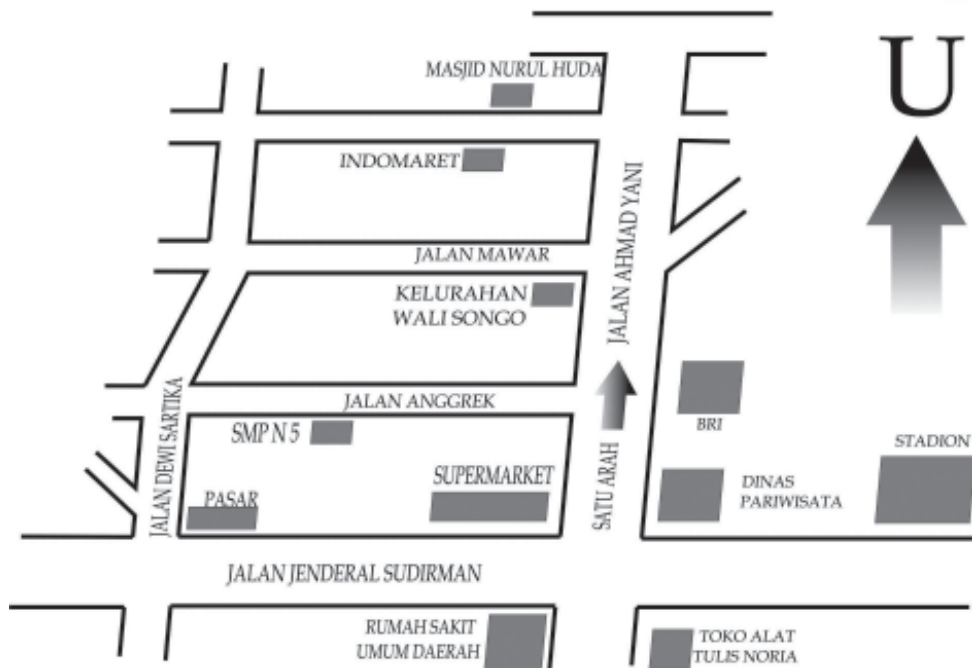 U
MASJID NURUL HUDA
INDOMARET
JALAN MAWAR
JALAN AHMAD YANI
KELURAHAN
WALI SONGO
JALAN ANGGREK
JALAN DEWI SARTIKA
SMP N 5
SATU ARAH
BRI
STADION
SUPERMARKET
DINAS
PARIWISATA
PASAR
JALAN JENDERAL SUDIRMAN
RUMAH SAKIT
UMUM DAERAH
TOKO ALAT
TULIS NORIA